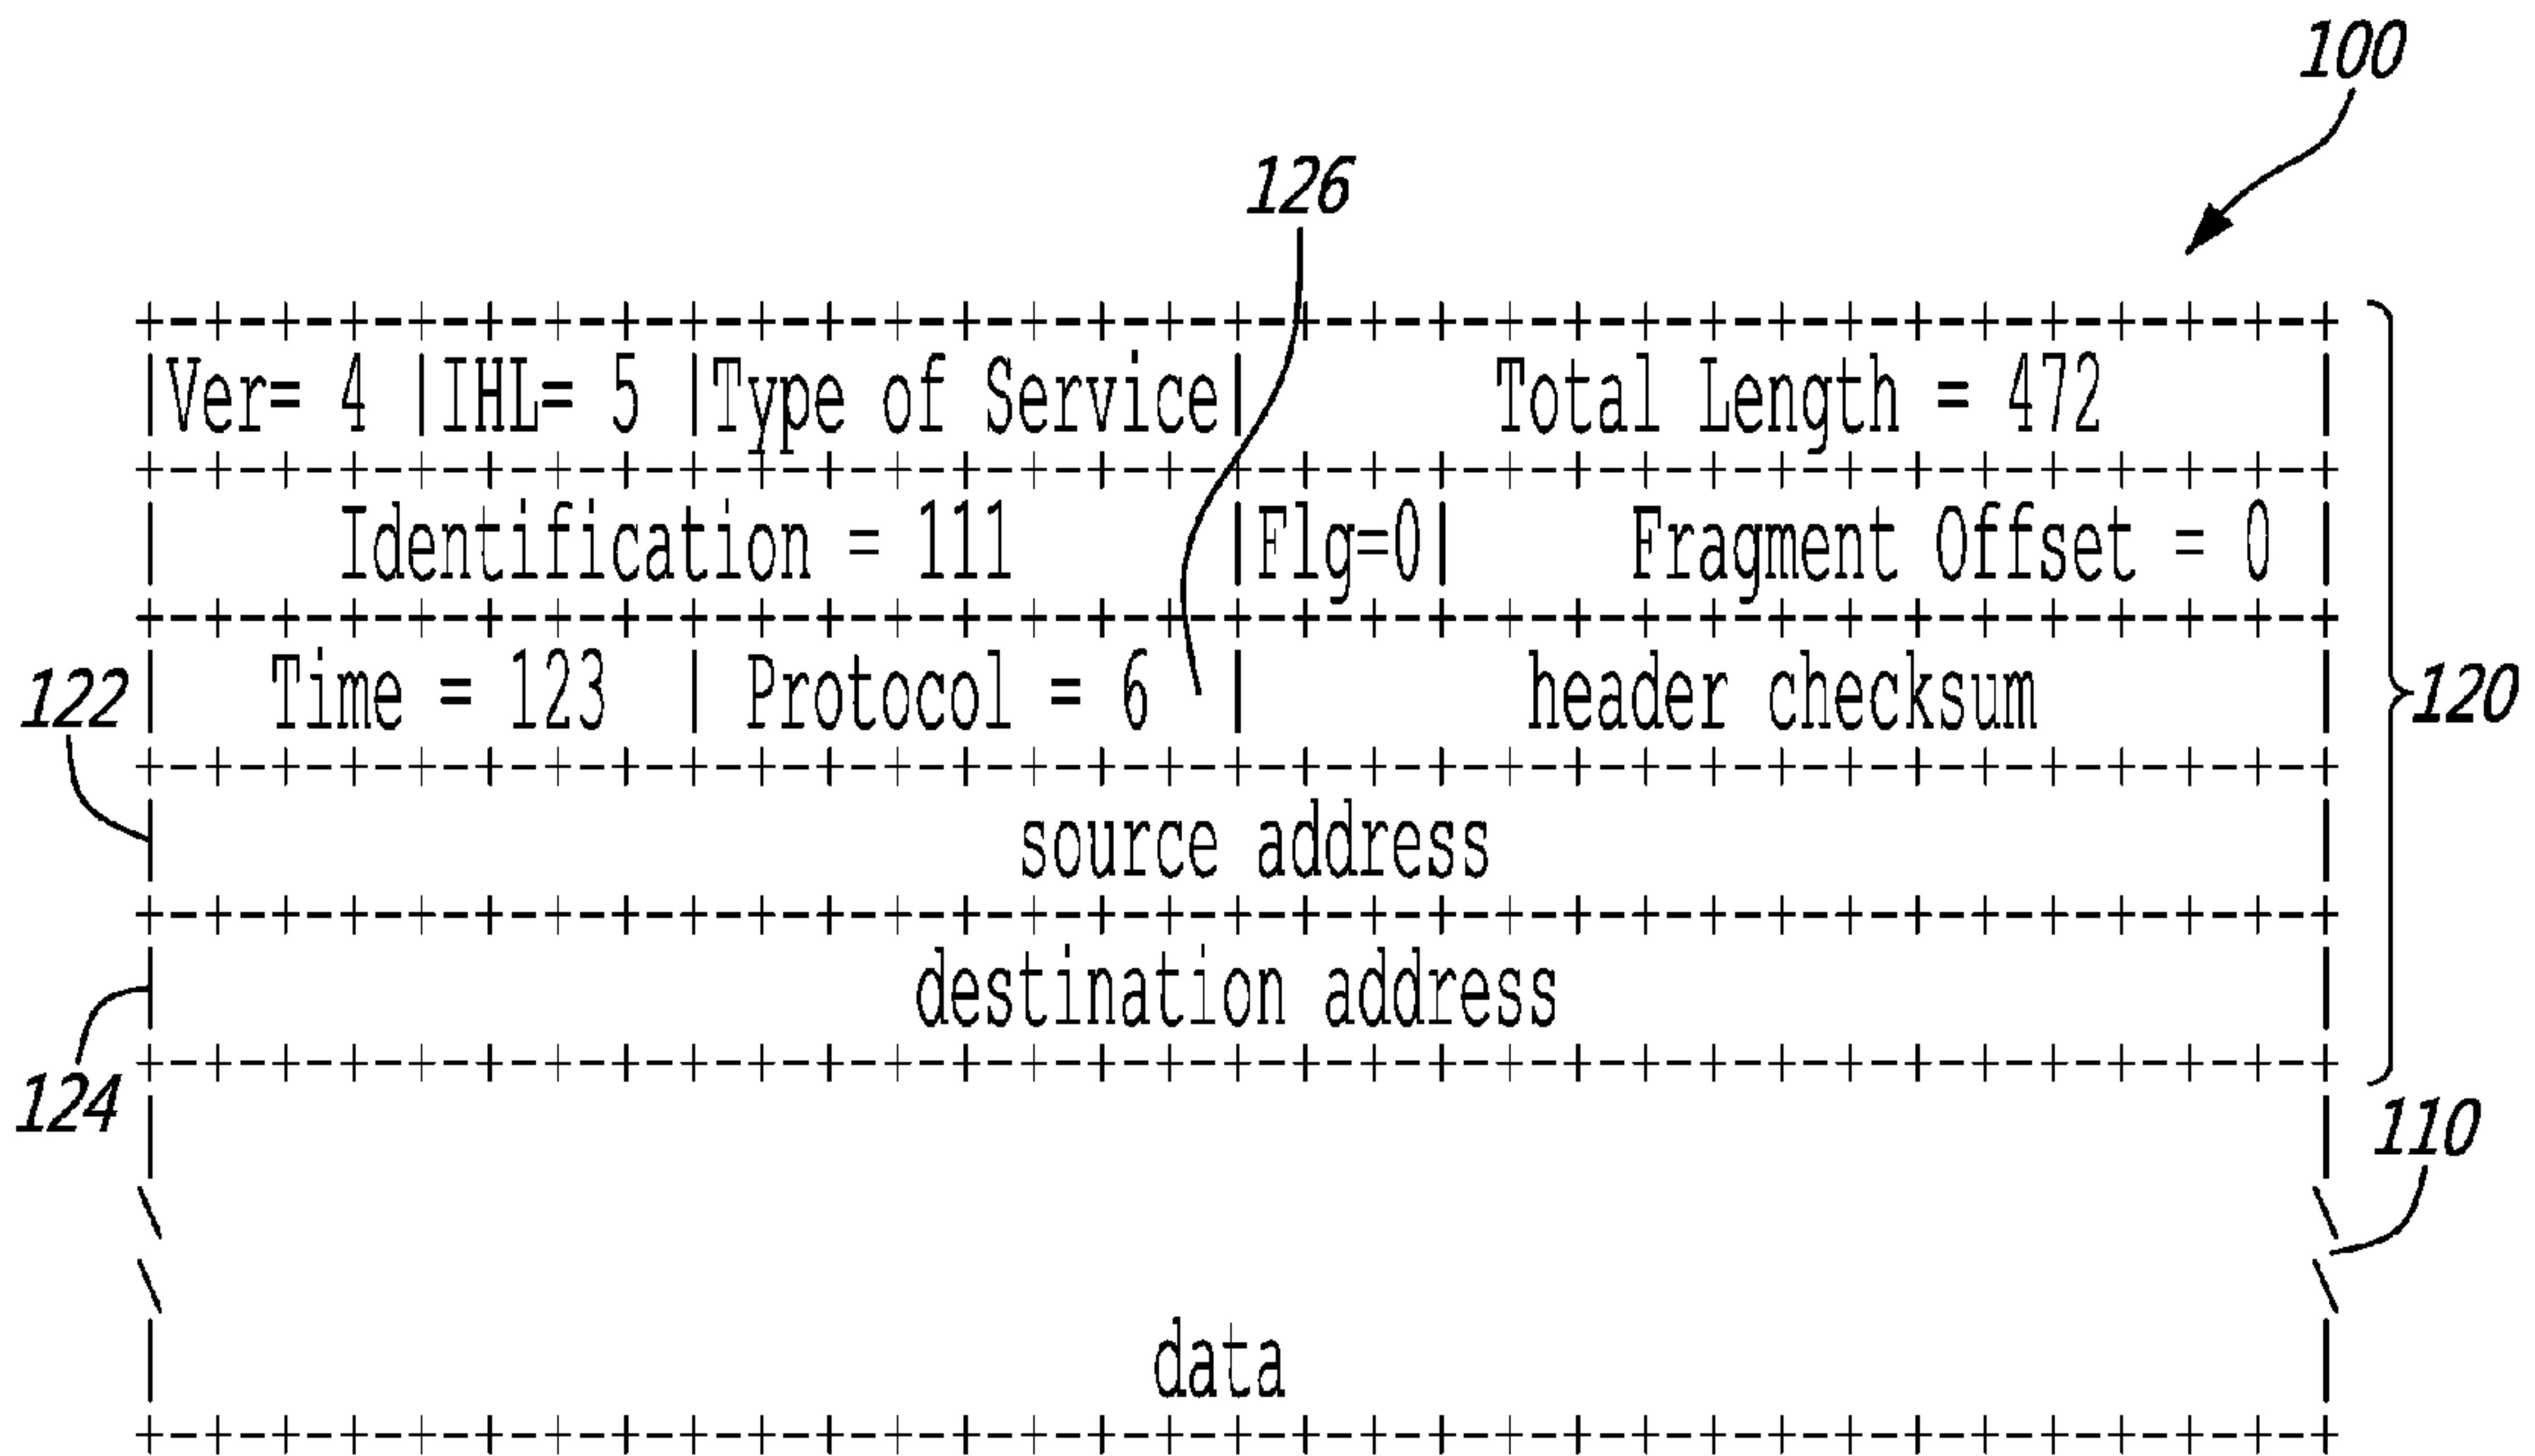 100
126
+-+-+-+-+-+-+-+-+-+-+-+-+-+-+-+-+-+-+-+-+-+-+-+-+-+-+-+-+-+-+-+-+
|Ver= 4 |IHL= 5 |Type of Service| Total Length = 472 |
+-+-+-+-+-+-+-+-+-+-+-+-+-+-+-+-+-+-+-+-+-+-+-+-+-+-+-+-+-+-+-+-+
| Identification = 111 |Flg=0| Fragment Offset = 0 |
+-+-+-+-+-+-+-+-+-+-+-+-+-+-+-+-+-+-+-+-+-+-+-+-+-+-+-+-+-+-+-+-+
122 | Time = 123 | Protocol = 6 | header checksum | 120
+-+-+-+-+-+-+-+-+-+-+-+-+-+-+-+-+-+-+-+-+-+-+-+-+-+-+-+-+-+-+-+-+
| source address |
+-+-+-+-+-+-+-+-+-+-+-+-+-+-+-+-+-+-+-+-+-+-+-+-+-+-+-+-+-+-+-+-+
| destination address |
+-+-+-+-+-+-+-+-+-+-+-+-+-+-+-+-+-+-+-+-+-+-+-+-+-+-+-+-+-+-+-+-+
124 | | 110
\ \
\ \
| data |
+-+-+-+-+-+-+-+-+-+-+-+-+-+-+-+-+-+-+-+-+-+-+-+-+-+-+-+-+-+-+-+-+